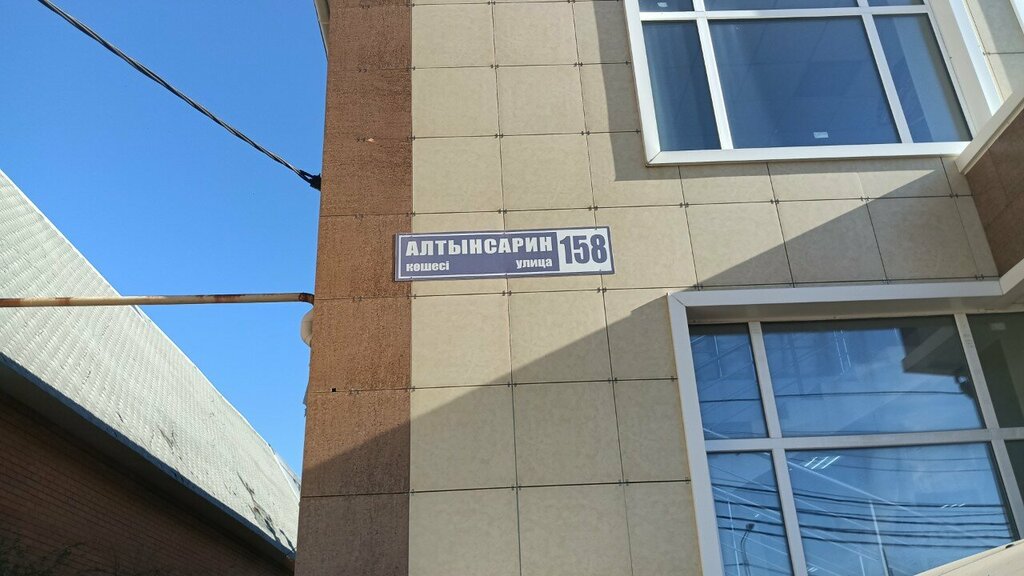 АЛТЫНСАРИН 158
көшесі улица